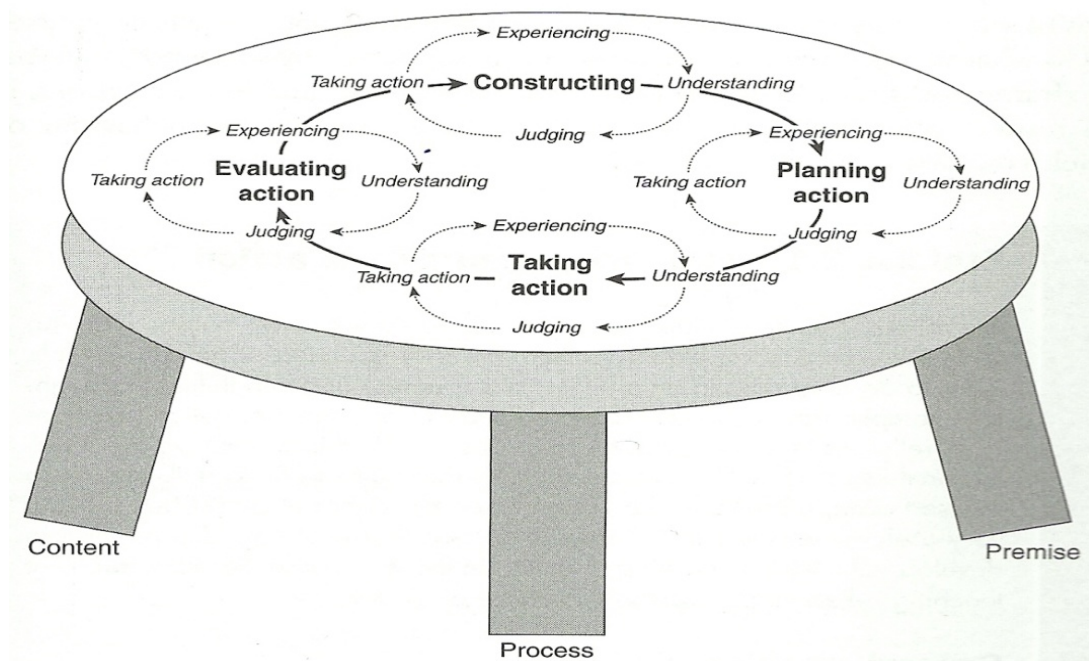 Experiencing
Taking action
Constructing
Understanding
Judging
Experiencing
Taking action
Evaluating
action
Understanding
Judging
Experiencing
Taking action
Planning
action
Understanding
Judging
Experiencing
Taking action
Taking
action
Understanding
Judging
Content
Process
Premise